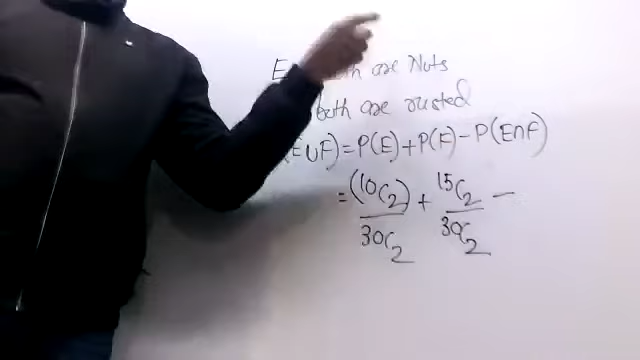 E both are Nuts
both are rusted
(E∪F) = P(E) + P(F) - P(E∩F)
= (10C2) / 30C2 + 15C2 / 30C2 -